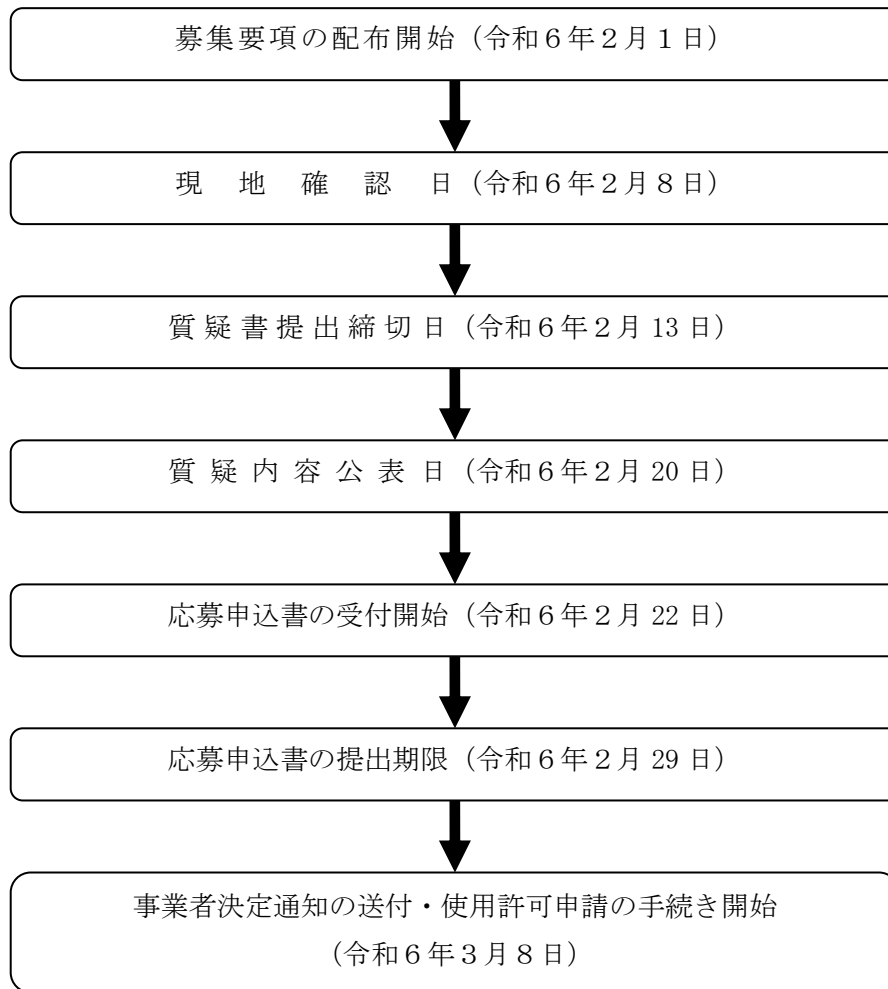 募集要項の配布開始（令和６年２月１日）
現地確認日（令和６年２月８日）
質疑書提出締切日（令和６年２月 13 日）
質疑内容公表日（令和６年２月 20 日）
応募申込書の受付開始（令和６年２月 22 日）
応募申込書の提出期限（令和６年２月 29 日）
事業者決定通知の送付・使用許可申請の手続き開始
（令和６年３月８日）